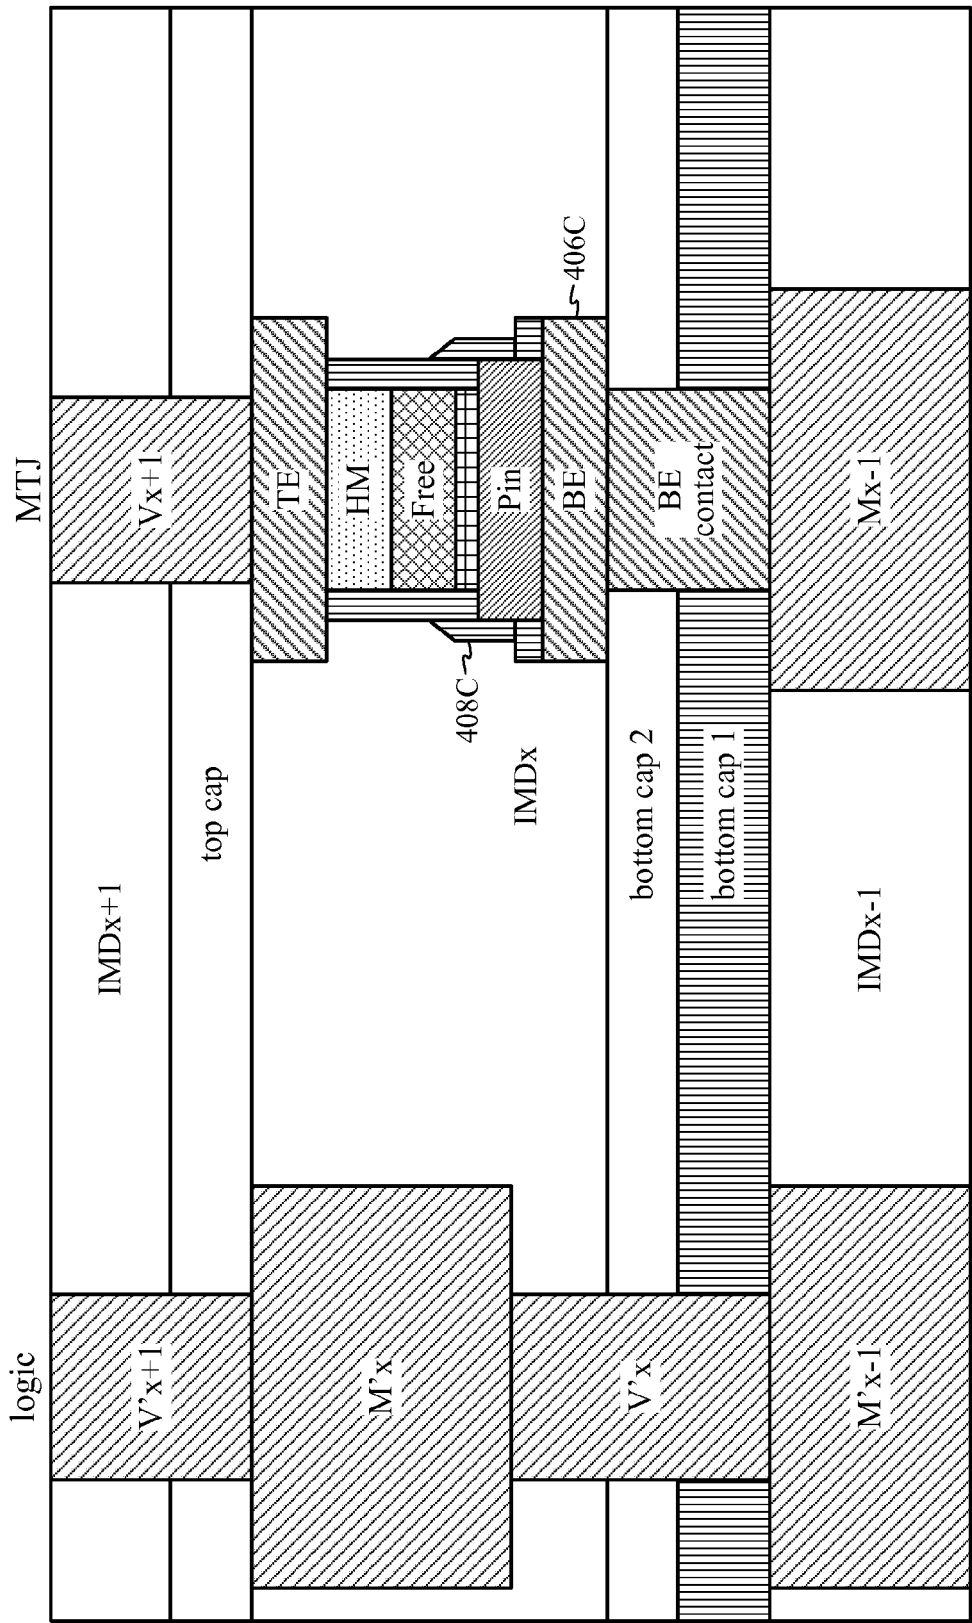 logic
MTJ
V'x+1
IMDx+1
Vx+1
top cap
TE
M'x
HM
Free
408C
Pin
IMDx
BE
406C
V'x
bottom cap 2
bottom cap 1
BE
contact
M'x-1
IMDx-1
Mx-1